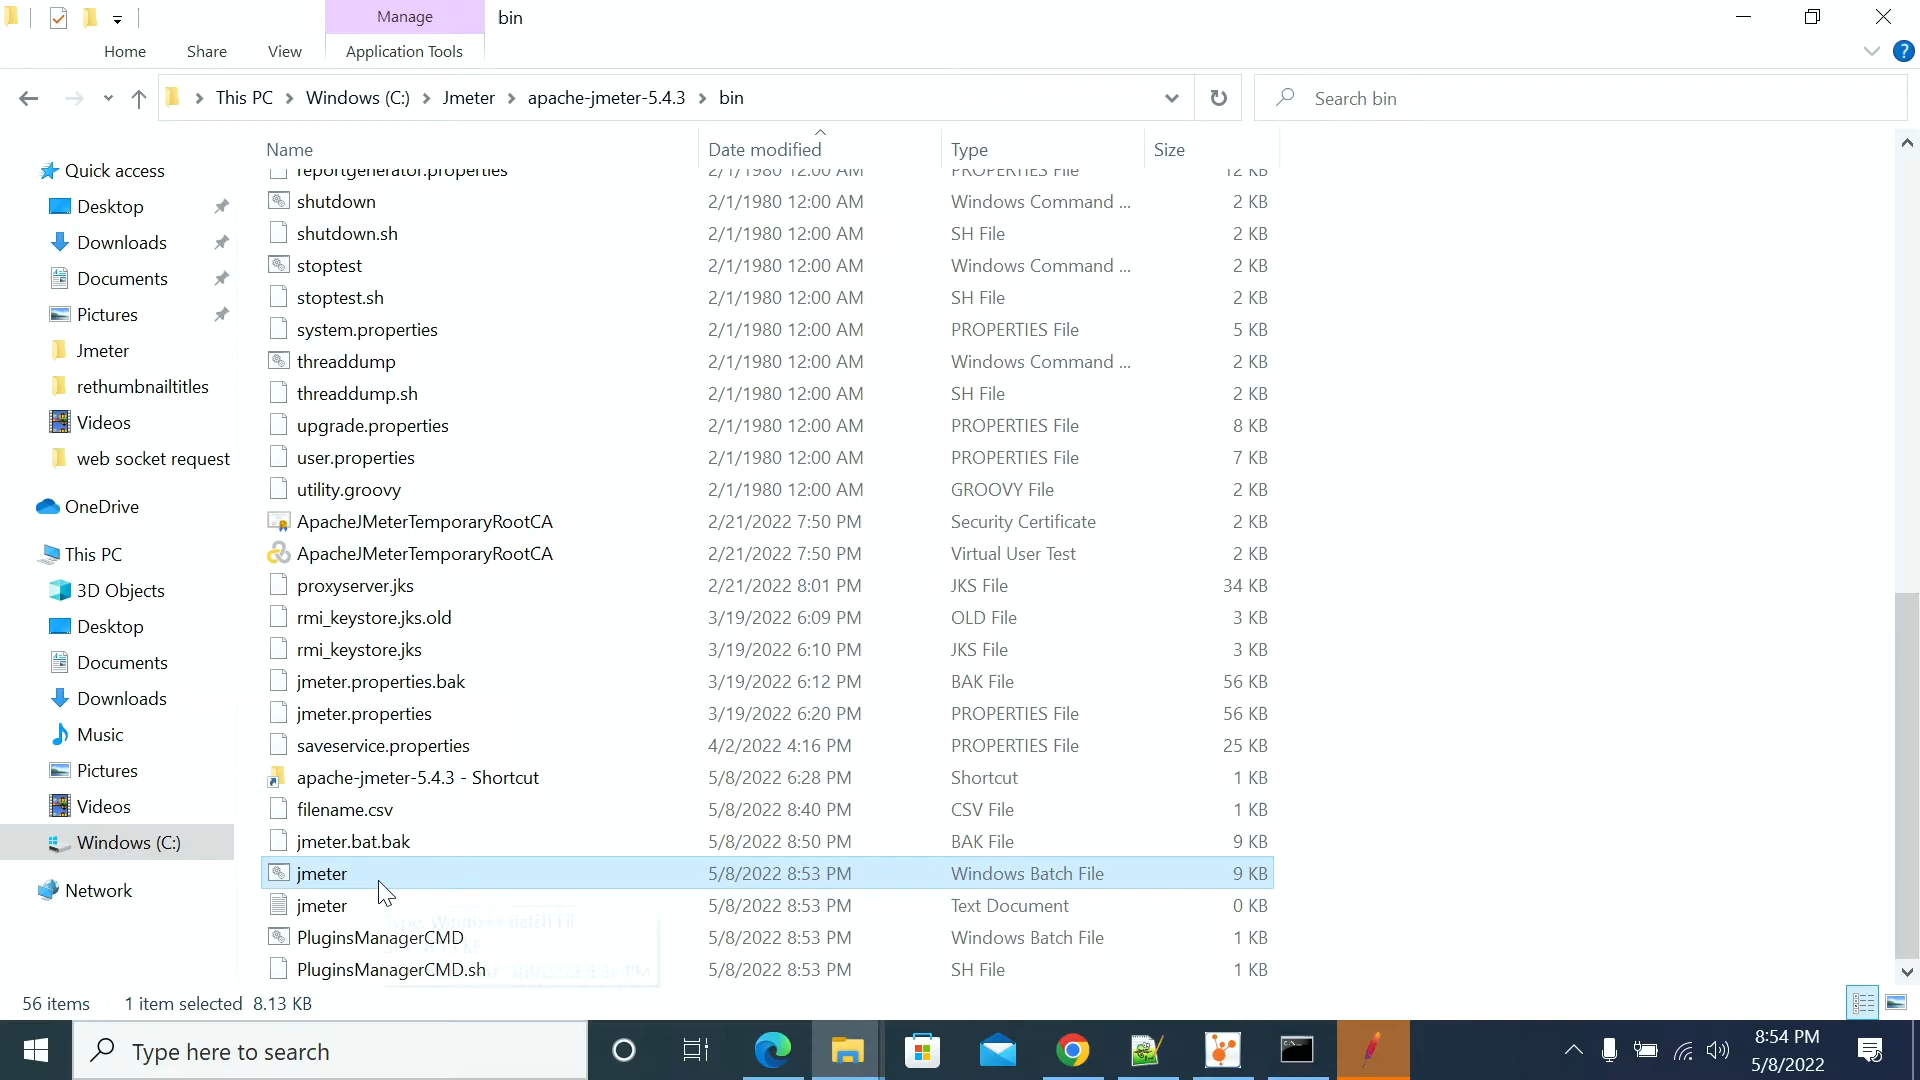 Manage
bin
Home
Share
View
Application Tools
This PC
Windows (C:)
Jmeter
apache-jmeter-5.4.3
bin
Search bin
Name
Date modified
Type
Size
reportgenerator.properties 2/1/1980 12:00 AM PROPERTIES File 12 KB
shutdown 2/1/1980 12:00 AM Windows Command ... 2 KB
shutdown.sh 2/1/1980 12:00 AM SH File 2 KB
stoptest 2/1/1980 12:00 AM Windows Command ... 2 KB
stoptest.sh 2/1/1980 12:00 AM SH File 2 KB
system.properties 2/1/1980 12:00 AM PROPERTIES File 5 KB
threaddump 2/1/1980 12:00 AM Windows Command ... 2 KB
threaddump.sh 2/1/1980 12:00 AM SH File 2 KB
upgrade.properties 2/1/1980 12:00 AM PROPERTIES File 8 KB
user.properties 2/1/1980 12:00 AM PROPERTIES File 7 KB
utility.groovy 2/1/1980 12:00 AM GROOVY File 2 KB
ApacheJMeterTemporaryRootCA 2/21/2022 7:50 PM Security Certificate 2 KB
ApacheJMeterTemporaryRootCA 2/21/2022 7:50 PM Virtual User Test 2 KB
proxyserver.jks 2/21/2022 8:01 PM JKS File 34 KB
rmi_keystore.jks.old 3/19/2022 6:09 PM OLD File 3 KB
rmi_keystore.jks 3/19/2022 6:10 PM JKS File 3 KB
jmeter.properties.bak 3/19/2022 6:12 PM BAK File 56 KB
jmeter.properties 3/19/2022 6:20 PM PROPERTIES File 56 KB
saveservice.properties 4/2/2022 4:16 PM PROPERTIES File 25 KB
apache-jmeter-5.4.3 - Shortcut 5/8/2022 6:28 PM Shortcut 1 KB
filename.csv 5/8/2022 8:40 PM CSV File 1 KB
jmeter.bat.bak 5/8/2022 8:50 PM BAK File 9 KB
jmeter 5/8/2022 8:53 PM Windows Batch File 9 KB
jmeter 5/8/2022 8:53 PM Text Document 0 KB
PluginsManagerCMD 5/8/2022 8:53 PM Windows Batch File 1 KB
PluginsManagerCMD.sh 5/8/2022 8:53 PM SH File 1 KB
Quick access
Desktop
Downloads
Documents
Pictures
Jmeter
rethumbnailtitles
Videos
web socket request
OneDrive
This PC
3D Objects
Desktop
Documents
Downloads
Music
Pictures
Videos
Windows (C:)
Network
56 items
1 item selected 8.13 KB
Type here to search
8:54 PM
5/8/2022